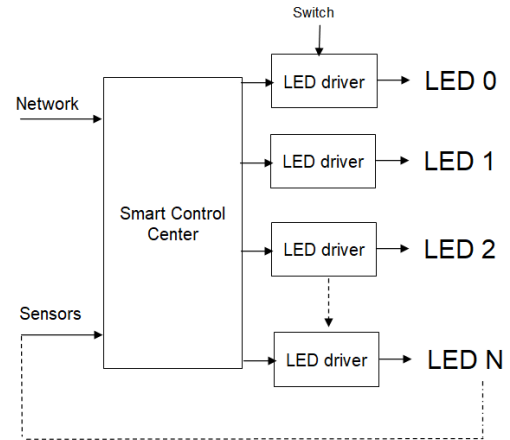 Switch
LED driver
LED 0
Network
LED driver
LED 1
Smart Control
Center
LED driver
LED 2
Sensors
LED driver
LED N